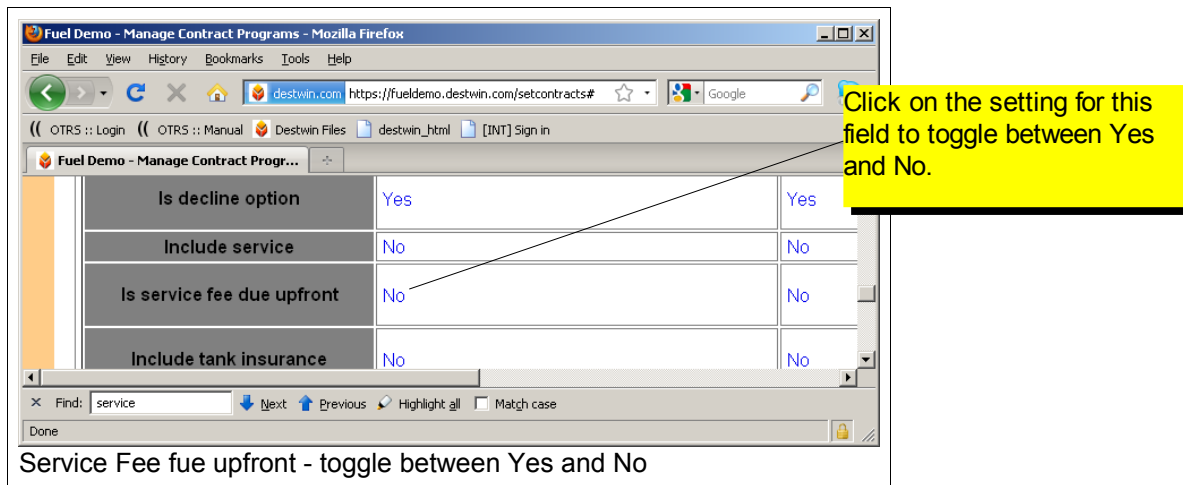 Fuel Demo - Manage Contract Programs - Mozilla Firefox
File Edit View History Bookmarks Tools Help
destwin.com https://fueldemo.destwin.com/setcontracts# Google
OTRS :: Login OTRS :: Manual Destwin Files destwin_html [INT] Sign in
Fuel Demo - Manage Contract Progr...
Is decline option Yes Yes
Include service No No
Is service fee due upfront No No
Include tank insurance No No
× Find: service Next Previous Highlight all Match case
Done
Click on the setting for this
field to toggle between Yes
and No.
Service Fee fue upfront - toggle between Yes and No